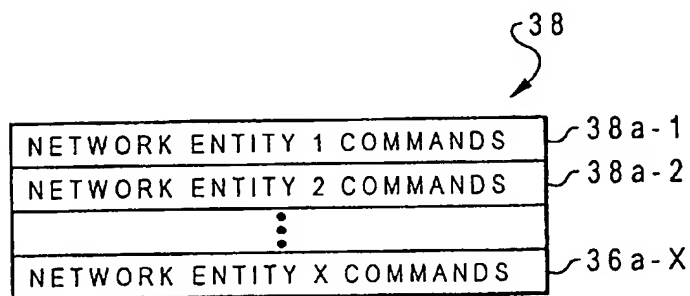 38
NETWORK ENTITY 1 COMMANDS 38a-1
NETWORK ENTITY 2 COMMANDS 38a-2
NETWORK ENTITY X COMMANDS 36a-X